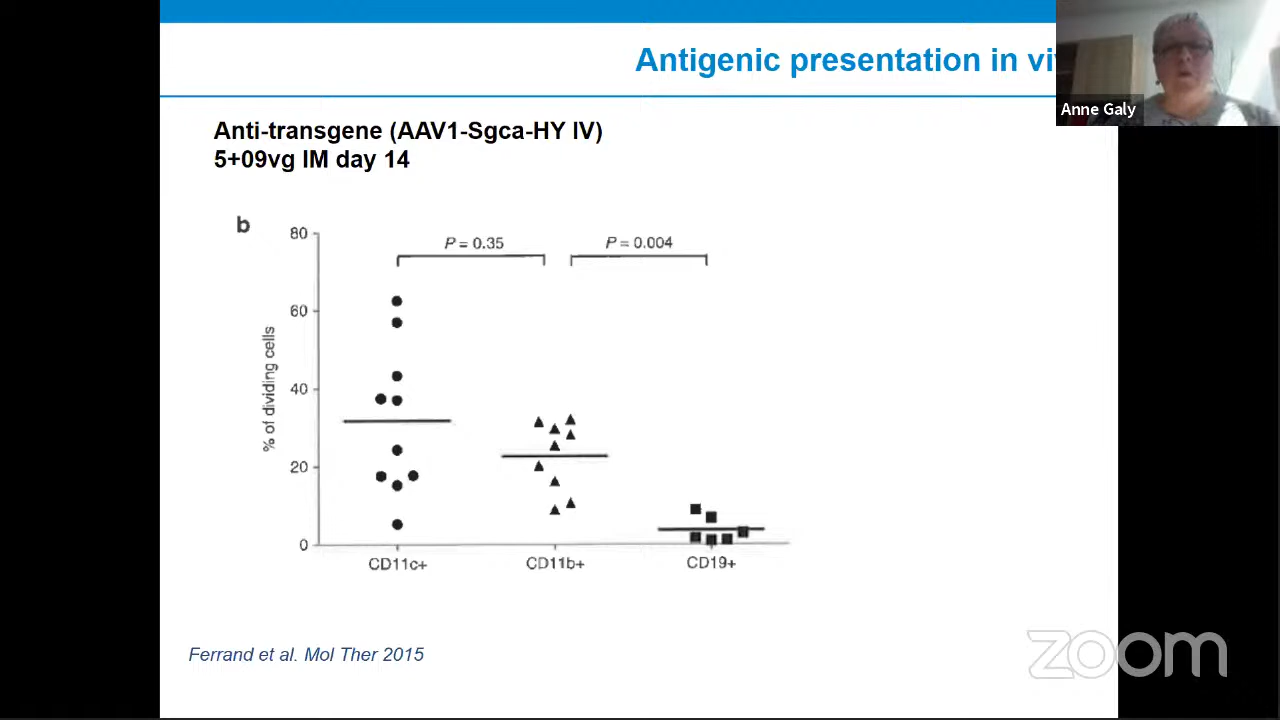 Antigenic presentation in vi
Anne Galy
Anti-transgene (AAV1-Sgca-HY IV)
5+09vg IM day 14
b
80
60
40
20
0
% of dividing cells
P = 0.35
P = 0.004
CD11c+
CD11b+
CD19+
Ferrand et al. Mol Ther 2015
zoom